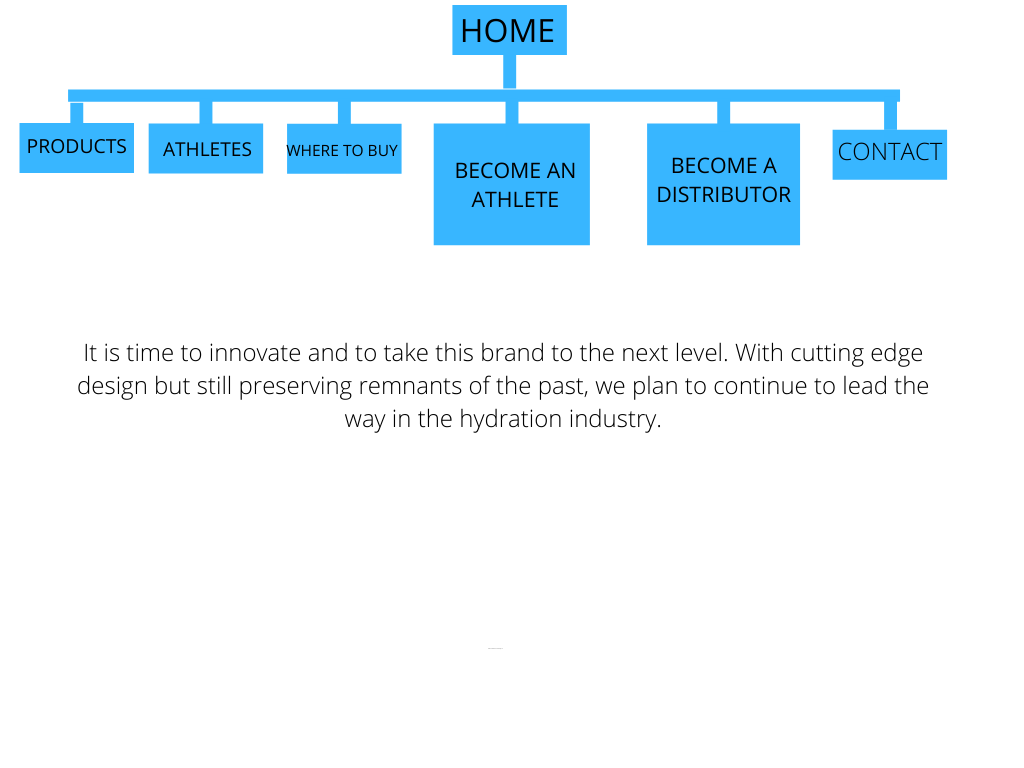 HOME
PRODUCTS
ATHLETES
WHERE TO BUY
BECOME AN
ATHLETE
BECOME A
DISTRIBUTOR
CONTACT
It is time to innovate and to take this brand to the next level. With cutting edge
design but still preserving remnants of the past, we plan to continue to lead the
way in the hydration industry.